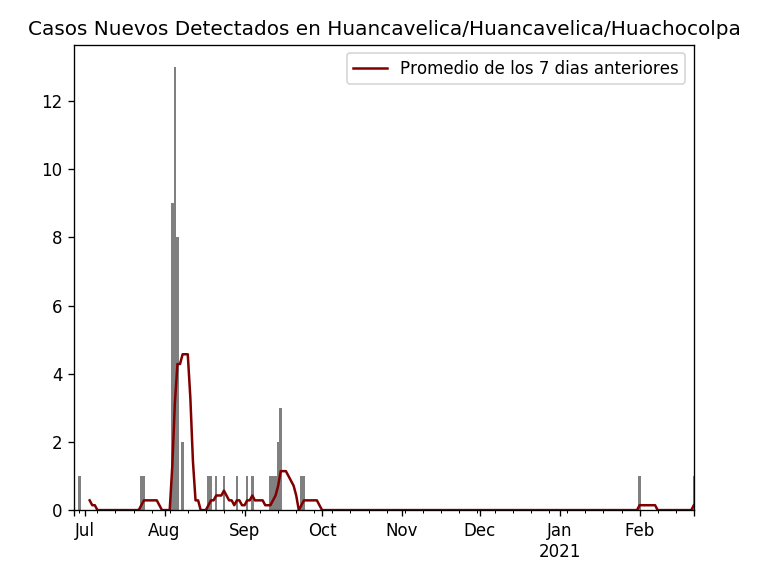 Casos Nuevos Detectados en Huancavelica/Huancavelica/Huachocolpa
Promedio de los 7 dias anteriores
12
10
8
6
4
2
0
Jul Aug Sep Oct Nov Dec Jan Feb
2021